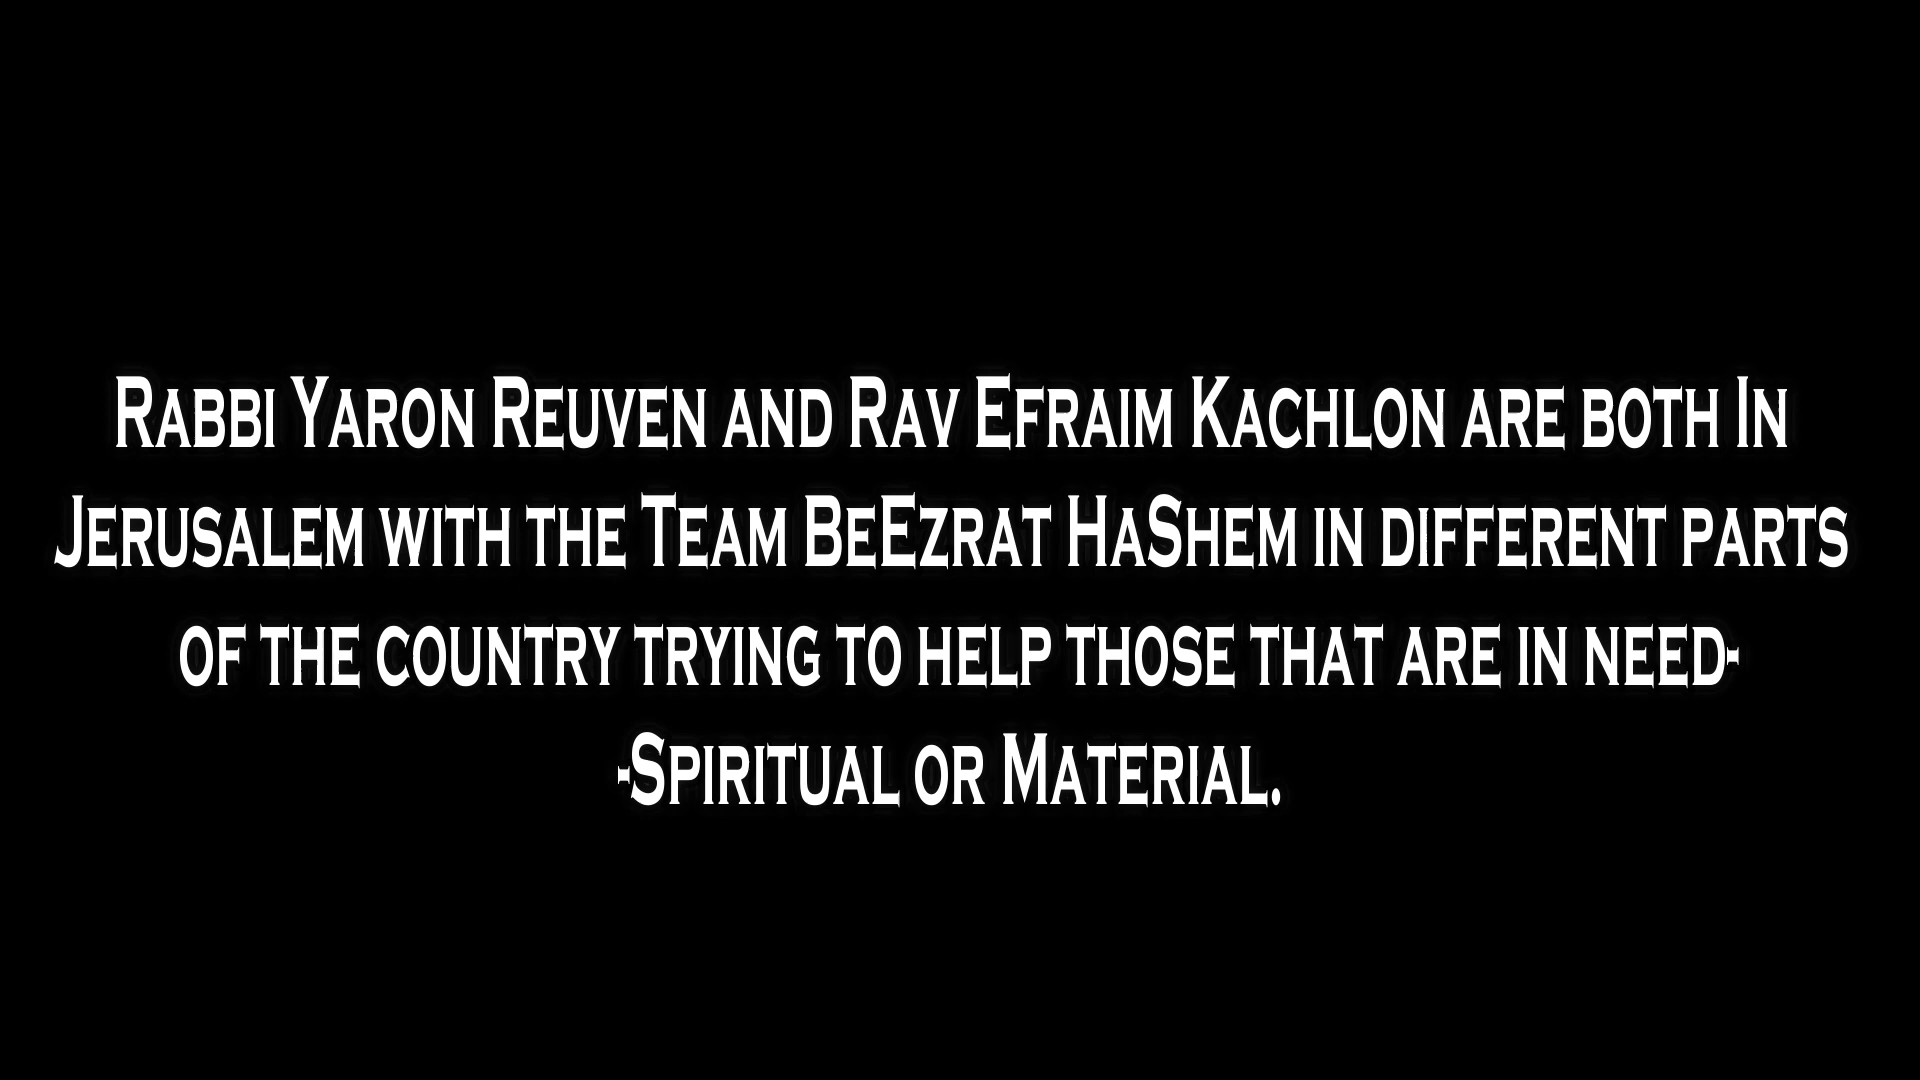 Rabbi Yaron Reuven and Rav Efraim Kachlon are both In
Jerusalem with the Team BeEzrat HaShem in different parts
of the country trying to help those that are in need-
-Spiritual or Material.